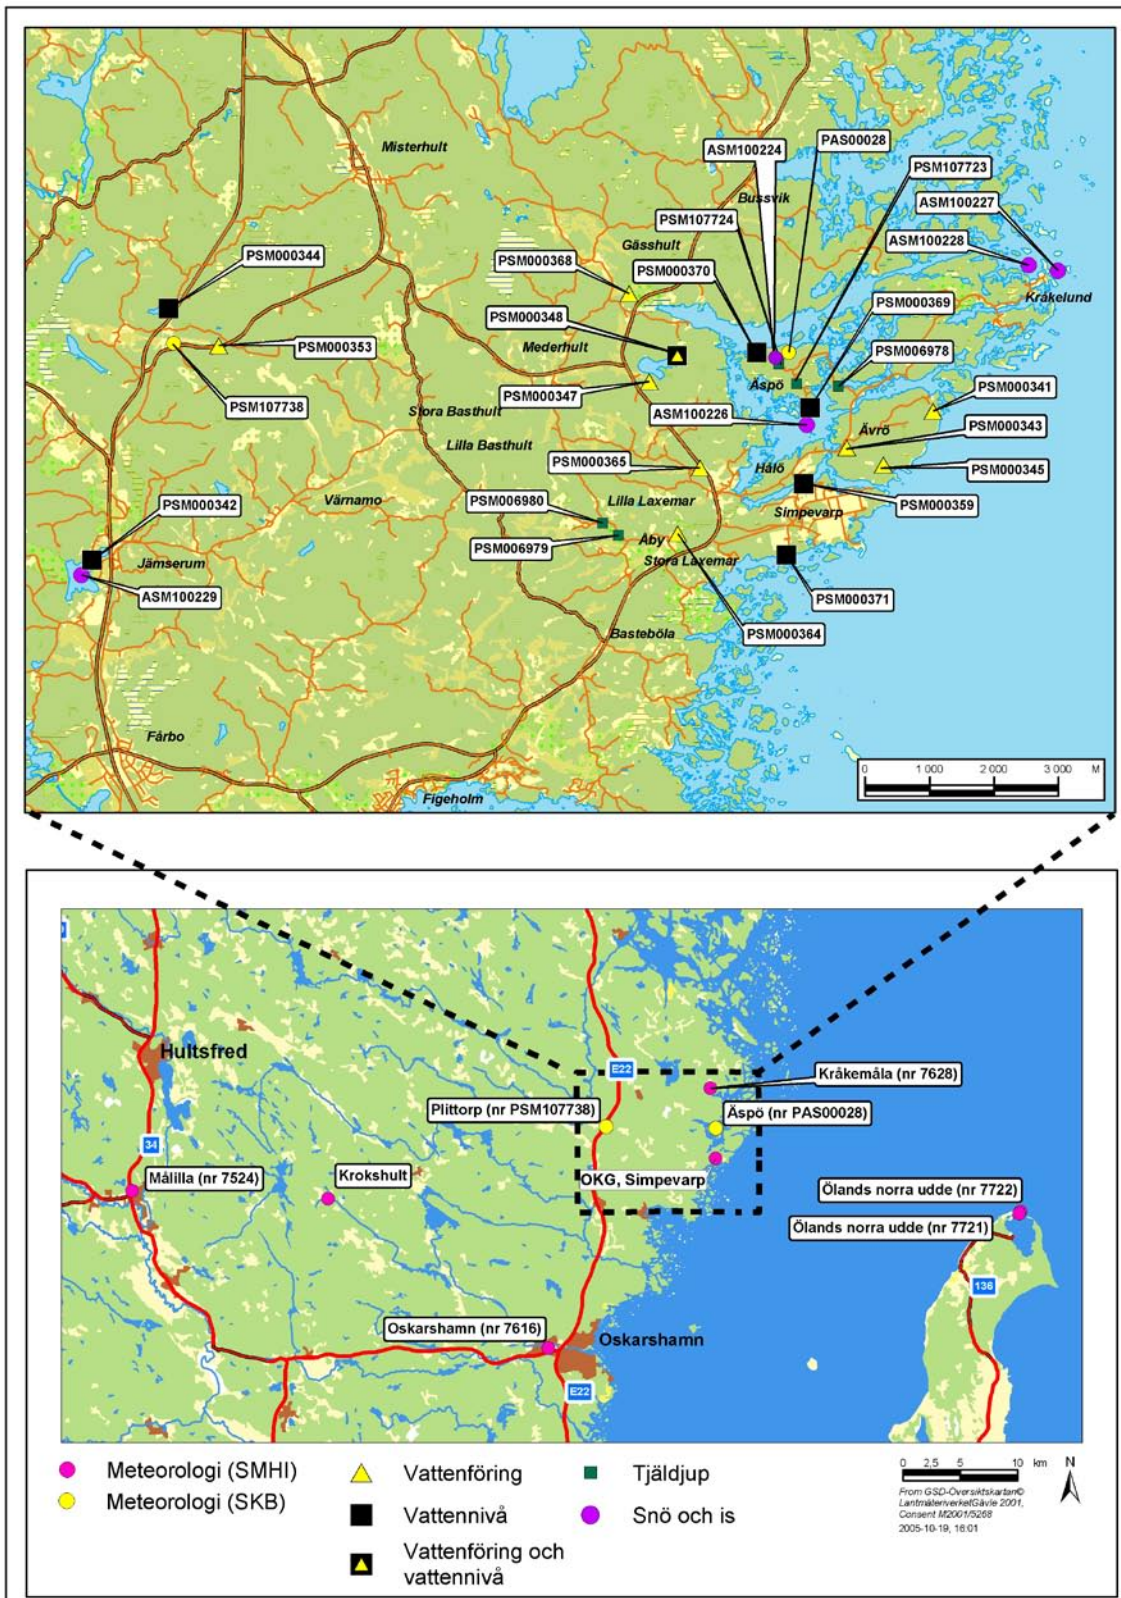 Misterhult
ASM100224
PAS00028
PSM107723
Bussvik
ASM100227
PSM107724
ASM100228
Gässhult
PSM000344
PSM000368
PSM000370
Kråkelund
PSM000348
PSM000369
PSM000353
Mederhult
PSM006978
Äspö
PSM107738
PSM000347
PSM000341
Stora Basthult
ASM100226
Ävrö
PSM000343
Lilla Basthult
PSM000365
Hålö
PSM000345
PSM006980
Lilla Laxemar
PSM000342
Värnamo
PSM000359
Simpevarp
PSM006979
Åby
Jämserum
Stora Laxemar
ASM100229
PSM000371
PSM000364
Basteböla
Fårbo
Figeholm
0 1 000 2 000 3 000 M
Hultsfred
E22
Kråkemåla (nr 7628)
Plittorp (nr PSM107738)
Äspö (nr PAS00028)
34
Målilla (nr 7524)
Krokshult
OKG, Simpevarp
Ölands norra udde (nr 7722)
Ölands norra udde (nr 7721)
136
Oskarshamn (nr 7616)
Oskarshamn
E22
Meteorologi (SMHI)
Meteorologi (SKB)
Vattenföring
Vattennivå
Vattenföring och
vattennivå
Tjäldjup
Snö och is
0 2,5 5 10 km
N
From GSD-Översiktskartan©
LantmäteriverketGävle 2001,
Consent M2001/5268
2005-10-19, 16:01